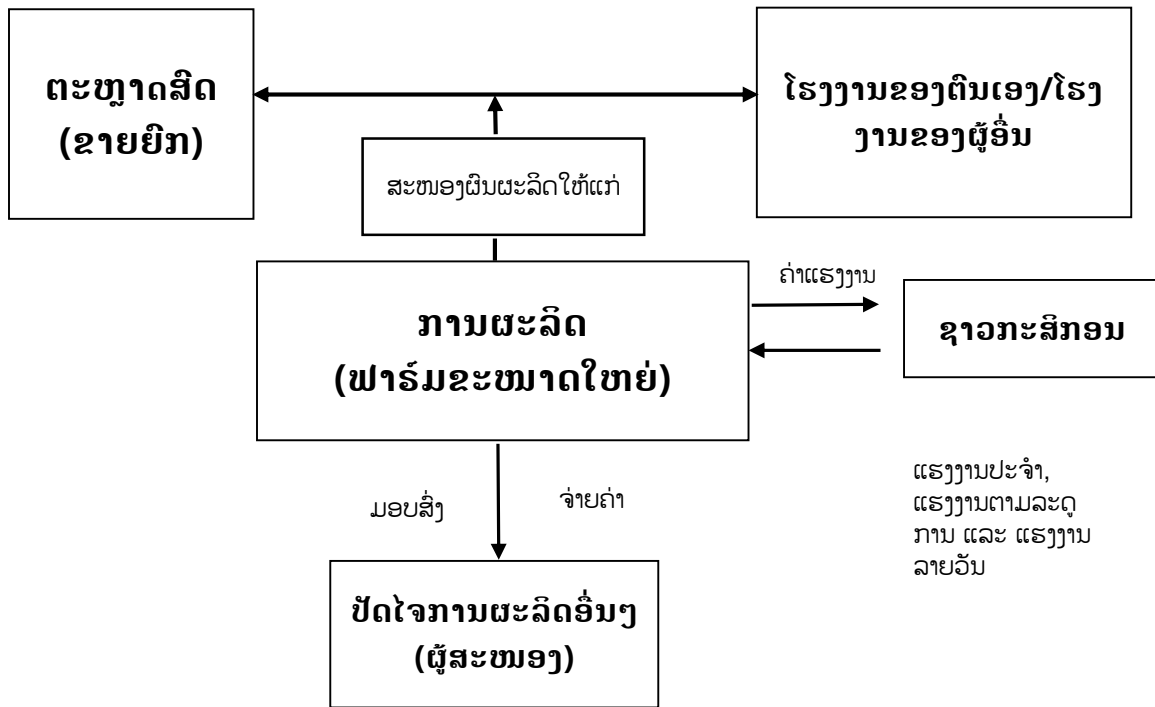 ຕະຫຼາດສົດ
(ຂາຍຍົກ)
ໂຮງງານຂອງຕົນເອງ/ໂຮງ
ງານຂອງຜູ້ອື່ນ
ສະໜອງຜົນຜະລິດໃຫ້ແກ່
ການຜະລິດ
(ຟາຣ໌ມຂະໜາດໃຫຍ່)
ຄ່າແຮງງານ
ຊາວກະສິກອນ
ມອບສົ່ງ
ຈ່າຍຄ່າ
ແຮງງານປະຈຳ,
ແຮງງານຕາມລະດູ
ການ ແລະ ແຮງງານ
ລາຍວັນ
ປັດໄຈການຜະລິດອື່ນໆ
(ຜູ້ສະໜອງ)